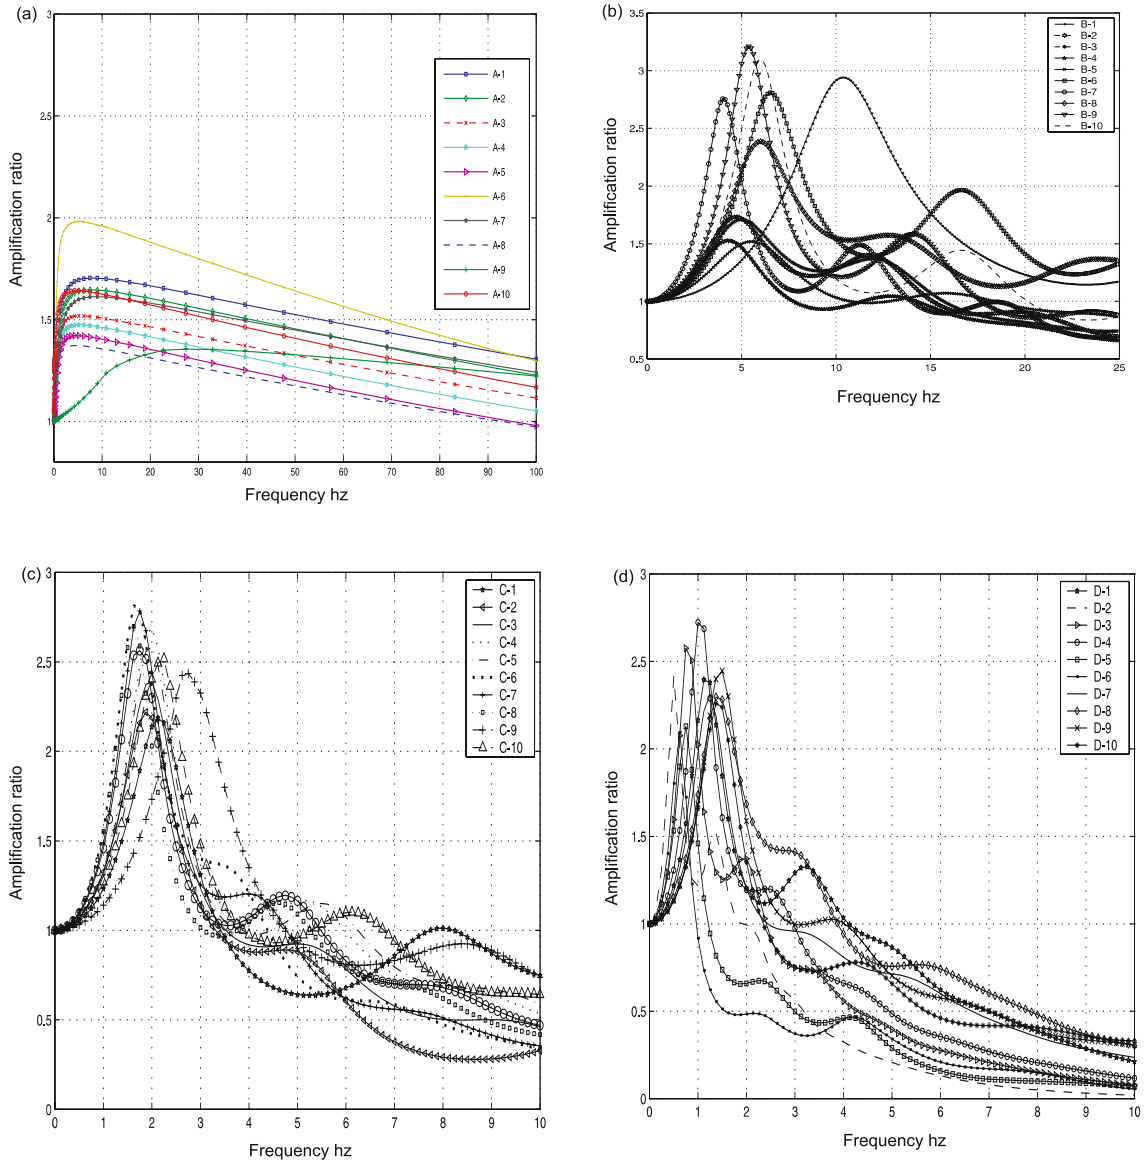 (a)
3
2.5
2
1.5
1
0
10
20
30
40
50
60
70
80
90
100
Amplification ratio
Frequency hz
A-1
A-2
A-3
A-4
A-5
A-6
A-7
A-8
A-9
A-10
(b)
3.5
3
2.5
2
1.5
1
0.5
0
5
10
15
20
25
Amplification ratio
Frequency hz
B-1
B-2
B-3
B-4
B-5
B-6
B-7
B-8
B-9
B-10
(c)
3
2.5
2
1.5
1
0.5
0
0
1
2
3
4
5
6
7
8
9
10
Amplification ratio
Frequency hz
C-1
C-2
C-3
C-4
C-5
C-6
C-7
C-8
C-9
C-10
(d)
3
2.5
2
1.5
1
0.5
0
0
1
2
3
4
5
6
7
8
9
10
Amplification ratio
Frequency hz
D-1
D-2
D-3
D-4
D-5
D-6
D-7
D-8
D-9
D-10